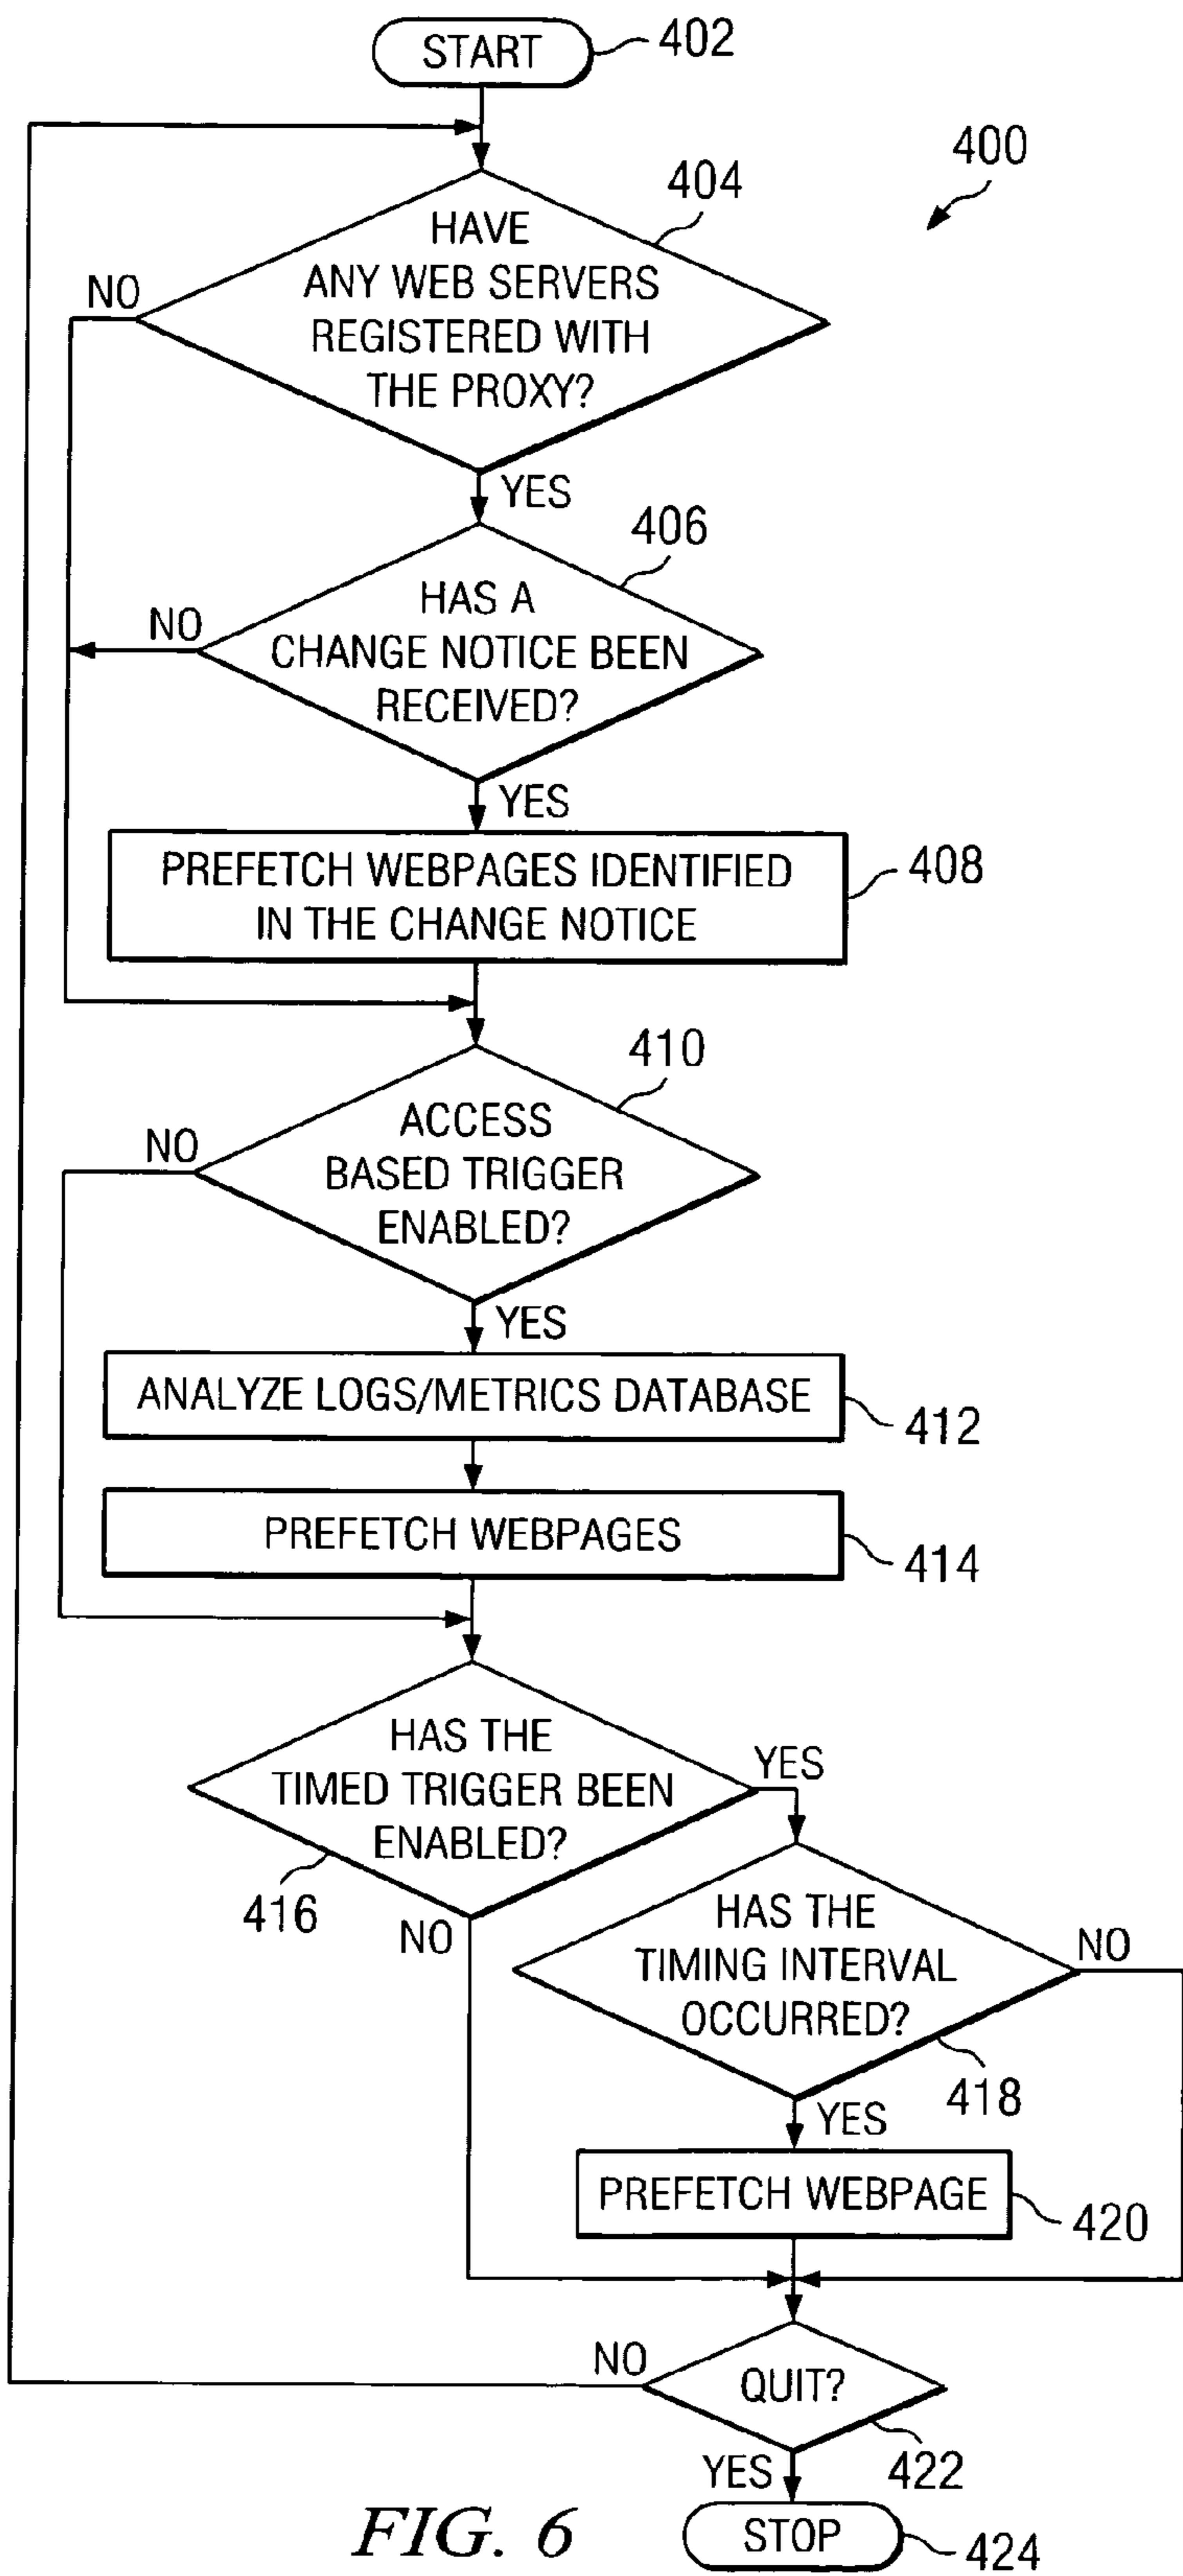 START
402
400
404
HAVE
ANY WEB SERVERS
REGISTERED WITH
THE PROXY?
NO
YES
406
HAS A
CHANGE NOTICE BEEN
RECEIVED?
NO
YES
PREFETCH WEBPAGES IDENTIFIED
IN THE CHANGE NOTICE
408
410
ACCESS
BASED TRIGGER
ENABLED?
NO
YES
ANALYZE LOGS/METRICS DATABASE
412
PREFETCH WEBPAGES
414
HAS THE
TIMED TRIGGER BEEN
ENABLED?
YES
416
NO
HAS THE
TIMING INTERVAL
OCCURRED?
NO
418
YES
PREFETCH WEBPAGE
420
NO
QUIT?
422
YES
STOP
424
FIG. 6